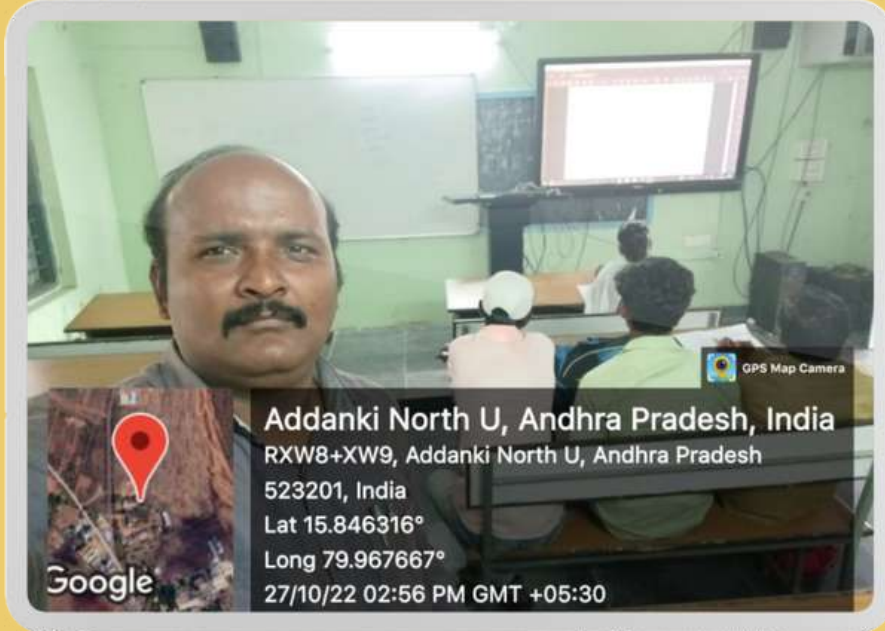 GPS Map Camera
Addanki North U, Andhra Pradesh, India
RXW8+XW9, Addanki North U, Andhra Pradesh
523201, India
Lat 15.846316°
Long 79.967667°
27/10/22 02:56 PM GMT +05:30
Google